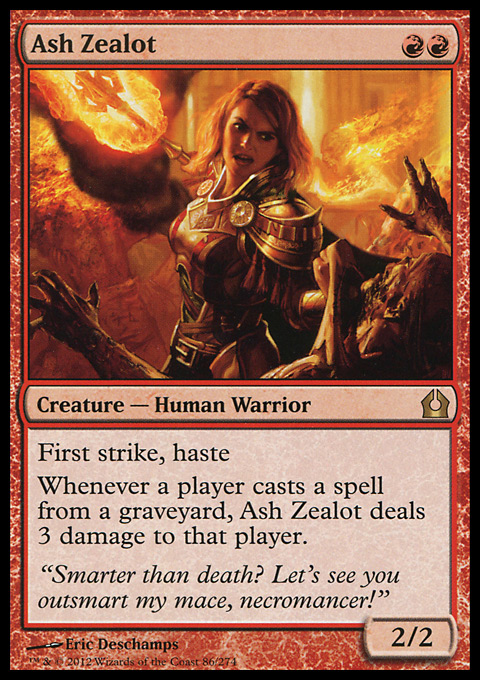 Ash Zealot
Creature — Human Warrior
First strike, haste
Whenever a player casts a spell
from a graveyard, Ash Zealot deals
3 damage to that player.
“Smarter than death? Let’s see you
outsmart my mace, necromancer!”
Eric Deschamps
2/2
™ & © 2012 Wizards of the Coast 86/274